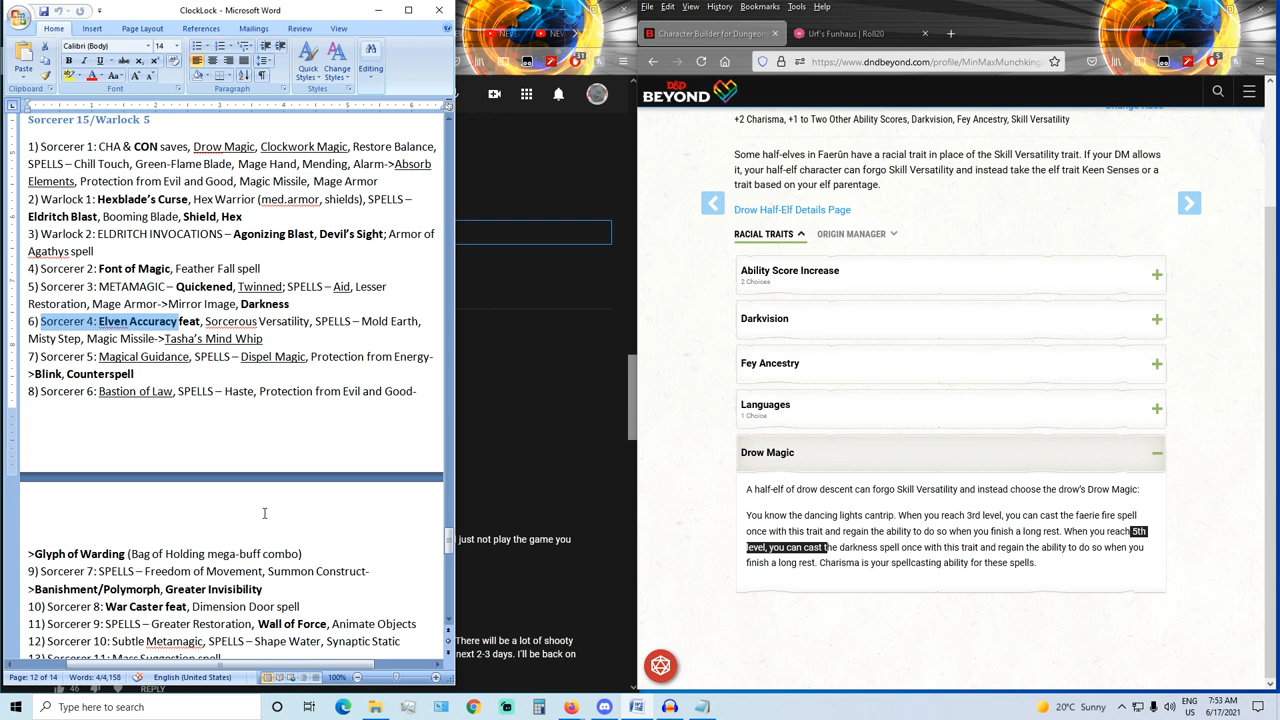 ClockLock - Microsoft Word
Home
Layout
References
Mailings
Review
View
Paste
Calibri (Body)
14
Quick Styles
Change Styles
Editing
Clipboard
Font
Paragraph
Styles
Sorcerer 15/Warlock 5
1) Sorcerer 1: CHA & CON saves, Drow Magic, Clockwork Magic, Restore Balance,
SPELLS – Chill Touch, Green-Flame Blade, Mage Hand, Mending, Alarm->Absorb
Elements, Protection from Evil and Good, Magic Missile, Mage Armor
2) Warlock 1: Hexblade's Curse, Hex Warrior (med.armor, shields), SPELLS –
Eldritch Blast, Booming Blade, Shield, Hex
3) Warlock 2: ELDRITCH INVOCATIONS – Agonizing Blast, Devil's Sight; Armor of
Agathys spell
4) Sorcerer 2: Font of Magic, Feather Fall spell
5) Sorcerer 3: METAMAGIC – Quickened, Twinned; SPELLS – Aid, Lesser
Restoration, Mage Armor->Mirror Image, Darkness
6) Sorcerer 4: Elven Accuracy feat, Sorcerous Versatility, SPELLS – Mold Earth,
Misty Step, Magic Missile->Tasha's Mind Whip
7) Sorcerer 5: Magical Guidance, SPELLS – Dispel Magic, Protection from Energy-
>Blink, Counterspell
8) Sorcerer 6: Bastion of Law, SPELLS – Haste, Protection from Evil and Good-
>Glyph of Warding (Bag of Holding mega-buff combo)
9) Sorcerer 7: SPELLS – Freedom of Movement, Summon Construct-
>Banishment/Polymorph, Greater Invisibility
10) Sorcerer 8: War Caster feat, Dimension Door spell
11) Sorcerer 9: SPELLS – Greater Restoration, Wall of Force, Animate Objects
12) Sorcerer 10: Subtle Metamagic, SPELLS – Shape Water, Synaptic Static
13) Sorcerer 11: Mass Suggestion spell
Page: 12 of 14
Words: 4/4,158
English (United States)
100%
just not play the game you
There will be a lot of shooty
next 2-3 days. I'll be back on
46
REPLY
File Edit View History Bookmarks Tools Help
Character Builder for Dungeons
Urf's Funhaus | Roll20
https://www.dndbeyond.com/profile/MinMaxMunchking
D&D BEYOND
+2 Charisma, +1 to Two Other Ability Scores, Darkvision, Fey Ancestry, Skill Versatility
Some half-elves in Faerûn have a racial trait in place of the Skill Versatility trait. If your DM allows
it, your half-elf character can forgo Skill Versatility and instead take the elf trait Keen Senses or a
trait based on your elf parentage.
Drow Half-Elf Details Page
RACIAL TRAITS
ORIGIN MANAGER
Ability Score Increase
2 Choices
Darkvision
Fey Ancestry
Languages
1 Choice
Drow Magic
A half-elf of drow descent can forgo Skill Versatility and instead choose the drow's Drow Magic:
You know the dancing lights cantrip. When you reach 3rd level, you can cast the faerie fire spell
once with this trait and regain the ability to do so when you finish a long rest. When you reach 5th
level, you can cast the darkness spell once with this trait and regain the ability to do so when you
finish a long rest. Charisma is your spellcasting ability for these spells.
Type here to search
20°C Sunny
ENG
US
7:53 AM
6/17/2021